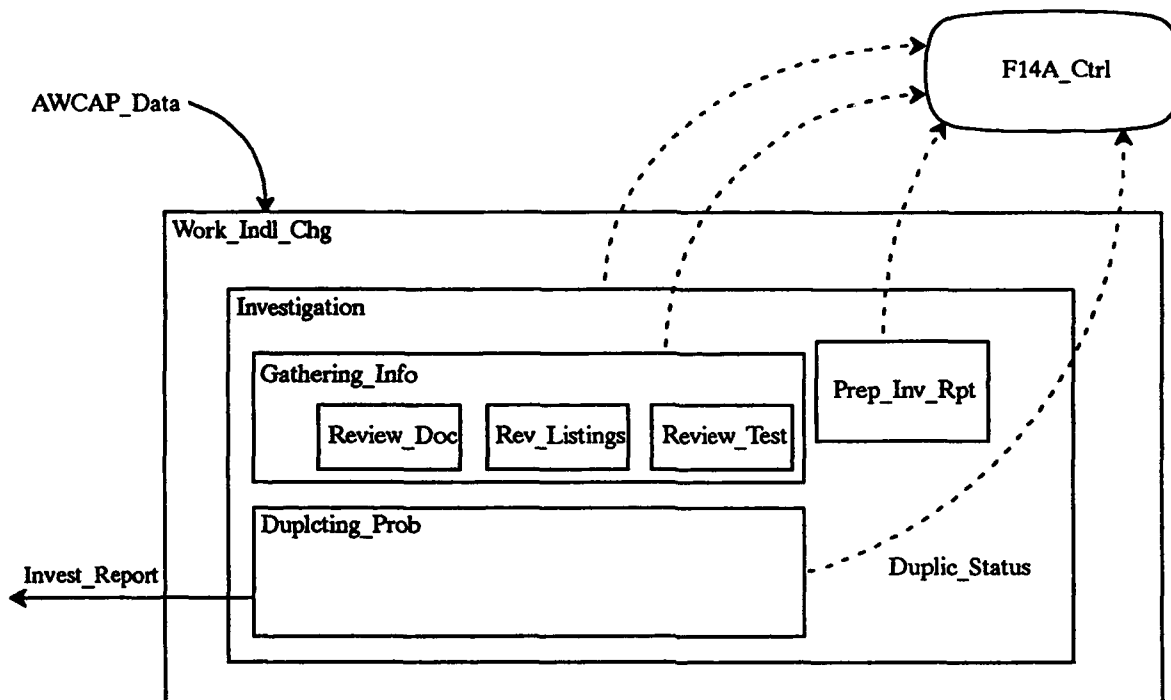 F14A_Ctrl
AWCAP_Data
Work_Indl_Chg
Investigation
Gathering_Info
Prep_Inv_Rpt
Review_Doc
Rev_Listings
Review_Test
Duplcting_Prob
Invest_Report
Duplic_Status